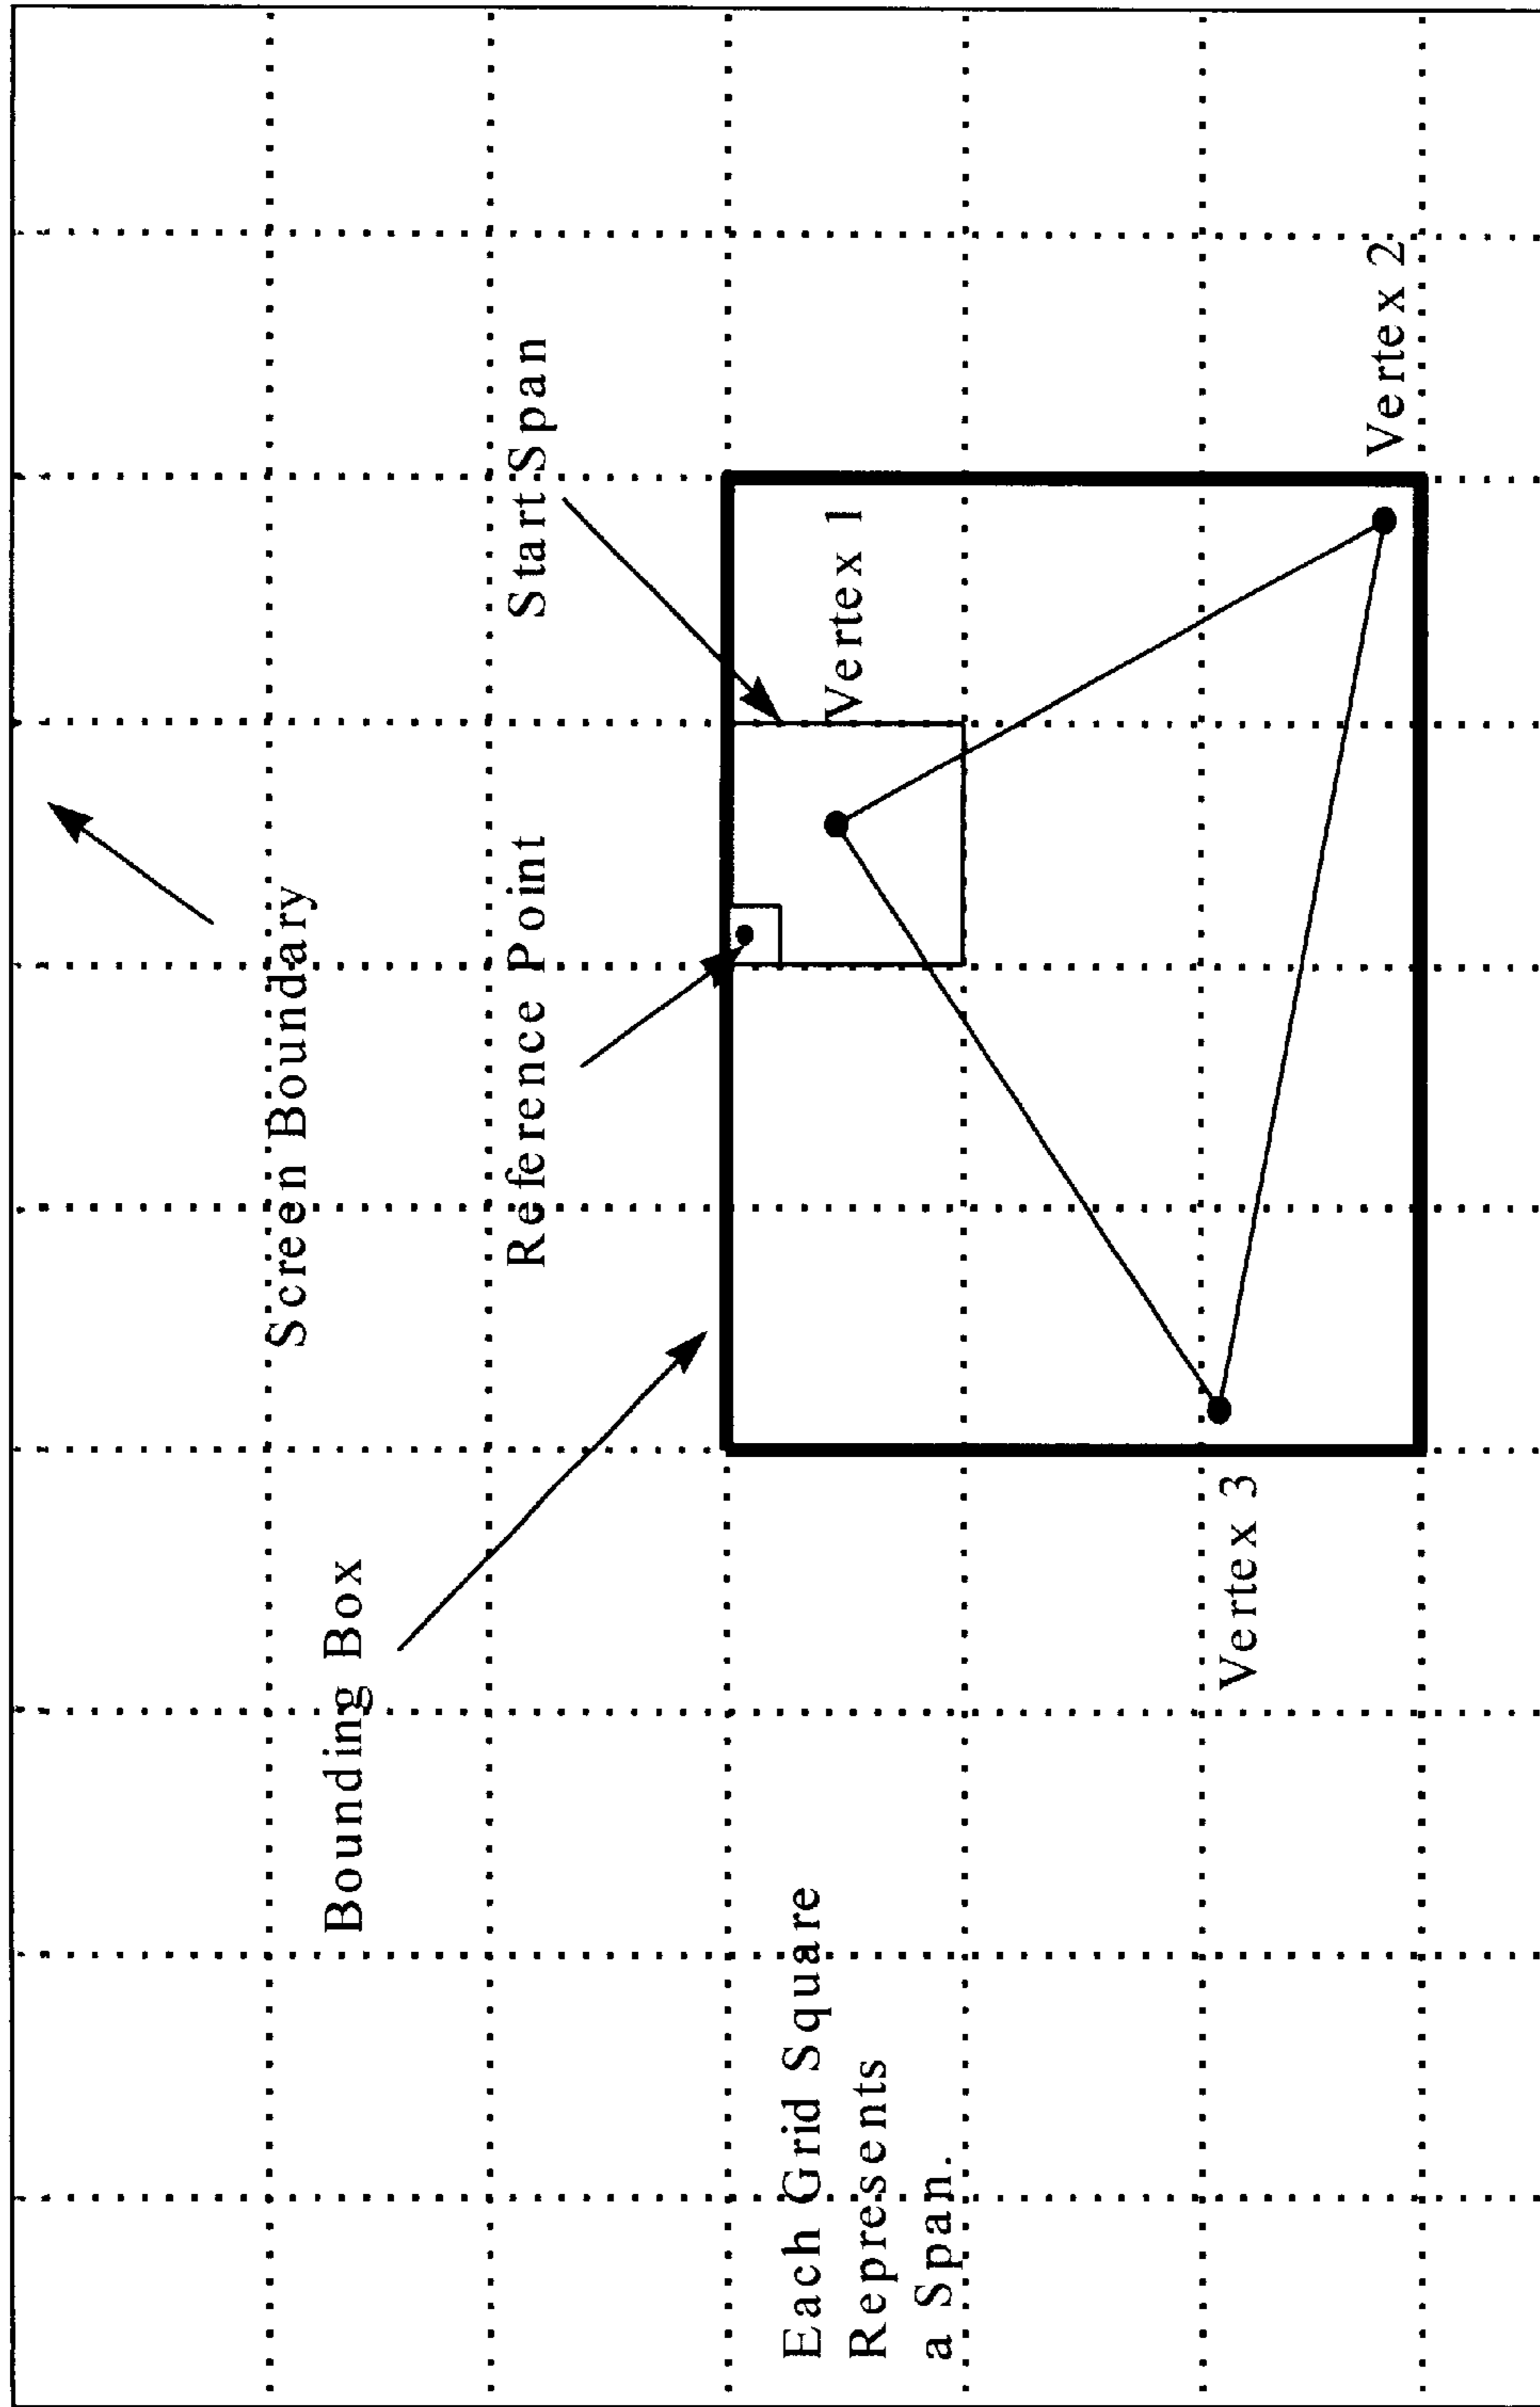 Screen Boundary
Bounding Box
Reference Point
Start Span
Each Grid Square
Represents
a Span.
Vertex 1
Vertex 3
Vertex 2